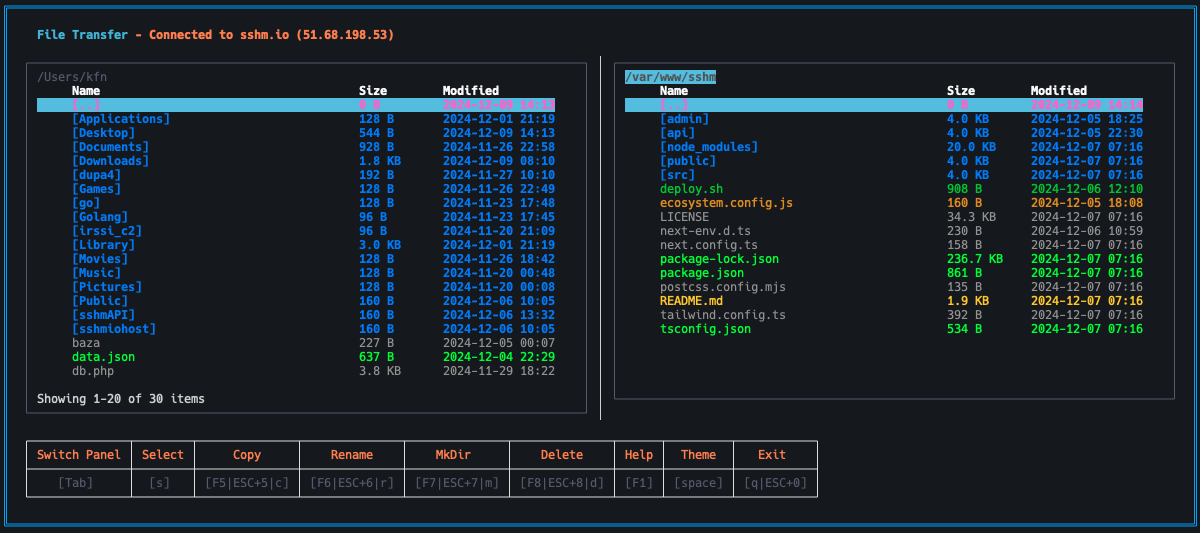 File Transfer - Connected to sshm.io (51.68.198.53)
/Users/kfn
Name Size Modified
[..] 0 B 2024-12-09 14:13
[Applications] 128 B 2024-12-01 21:19
[Desktop] 544 B 2024-12-09 14:13
[Documents] 928 B 2024-11-26 22:58
[Downloads] 1.8 KB 2024-12-09 08:10
[dupa4] 192 B 2024-11-27 10:10
[Games] 128 B 2024-11-26 22:49
[go] 128 B 2024-11-23 17:48
[Golang] 96 B 2024-11-23 17:45
[irssi_c2] 96 B 2024-11-20 21:09
[Library] 3.0 KB 2024-12-01 21:19
[Movies] 128 B 2024-11-26 18:42
[Music] 128 B 2024-11-20 00:48
[Pictures] 128 B 2024-11-20 00:08
[Public] 160 B 2024-12-06 10:05
[sshmAPI] 160 B 2024-12-06 13:32
[sshmiohost] 160 B 2024-12-06 10:05
baza 227 B 2024-12-05 00:07
data.json 637 B 2024-12-04 22:29
db.php 3.8 KB 2024-11-29 18:22
Showing 1-20 of 30 items
/var/www/sshm
Name Size Modified
[..] 0 B 2024-12-09 14:14
[admin] 4.0 KB 2024-12-05 18:25
[api] 4.0 KB 2024-12-05 22:30
[node_modules] 20.0 KB 2024-12-07 07:16
[public] 4.0 KB 2024-12-07 07:16
[src] 4.0 KB 2024-12-07 07:16
deploy.sh 908 B 2024-12-06 12:10
ecosystem.config.js 160 B 2024-12-05 18:08
LICENSE 34.3 KB 2024-12-07 07:16
next-env.d.ts 230 B 2024-12-06 10:59
next.config.ts 158 B 2024-12-07 07:16
package-lock.json 236.7 KB 2024-12-07 07:16
package.json 861 B 2024-12-07 07:16
postcss.config.mjs 135 B 2024-12-07 07:16
README.md 1.9 KB 2024-12-07 07:16
tailwind.config.ts 392 B 2024-12-07 07:16
tsconfig.json 534 B 2024-12-07 07:16
Switch Panel Select Copy Rename MkDir Delete Help Theme Exit
[Tab] [s] [F5|ESC+5|c] [F6|ESC+6|r] [F7|ESC+7|m] [F8|ESC+8|d] [F1] [space] [q|ESC+0]